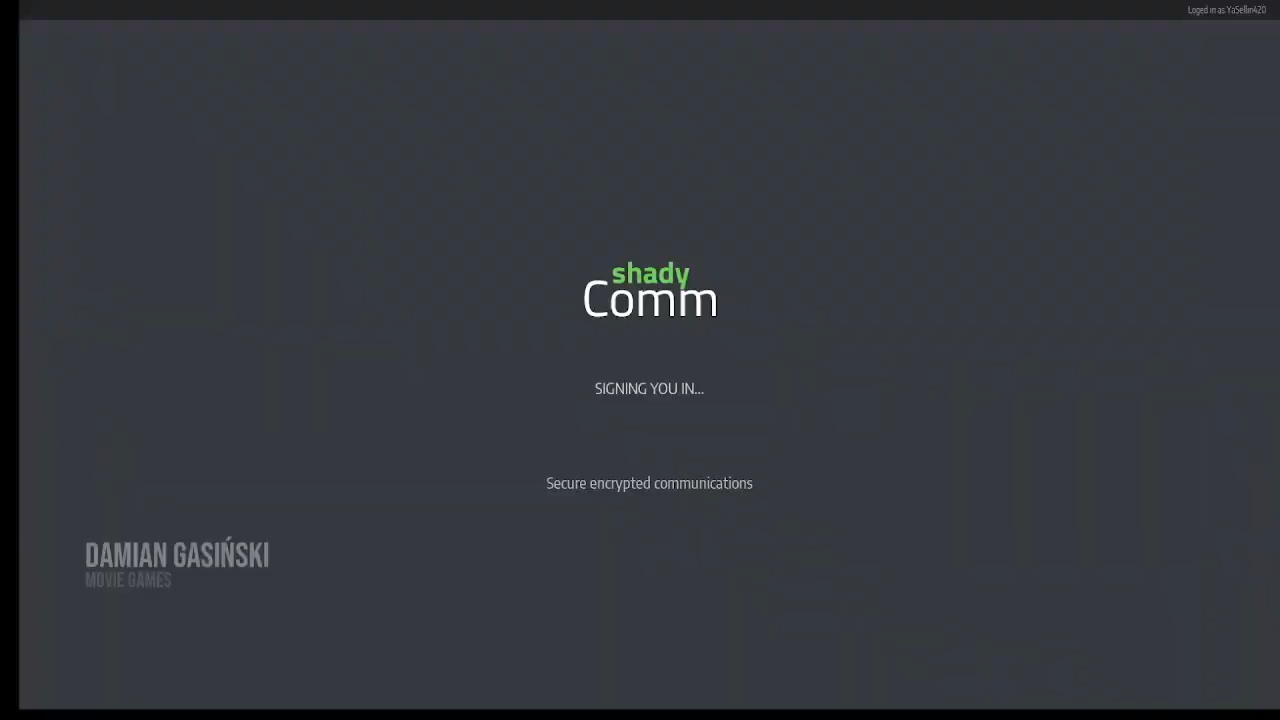 Loged in as YaSellin420
shady
Comm
SIGNING YOU IN...
Secure encrypted communications
DAMIAN GASIŃSKI
MOVIE GAMES